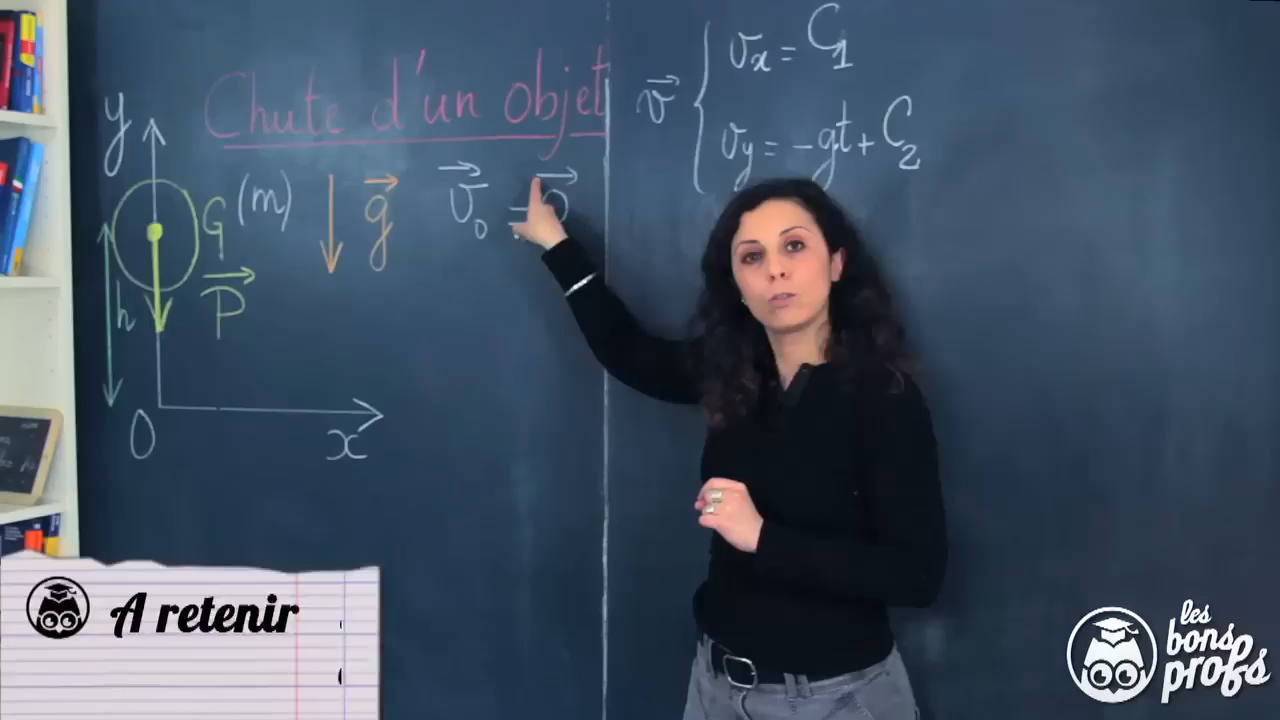 Chute d'un objet
y
G (m)
g
v₀ = 0
P
h
O
x
v
vx = C1
vy = -gt + C2
A retenir
les
bons
profs